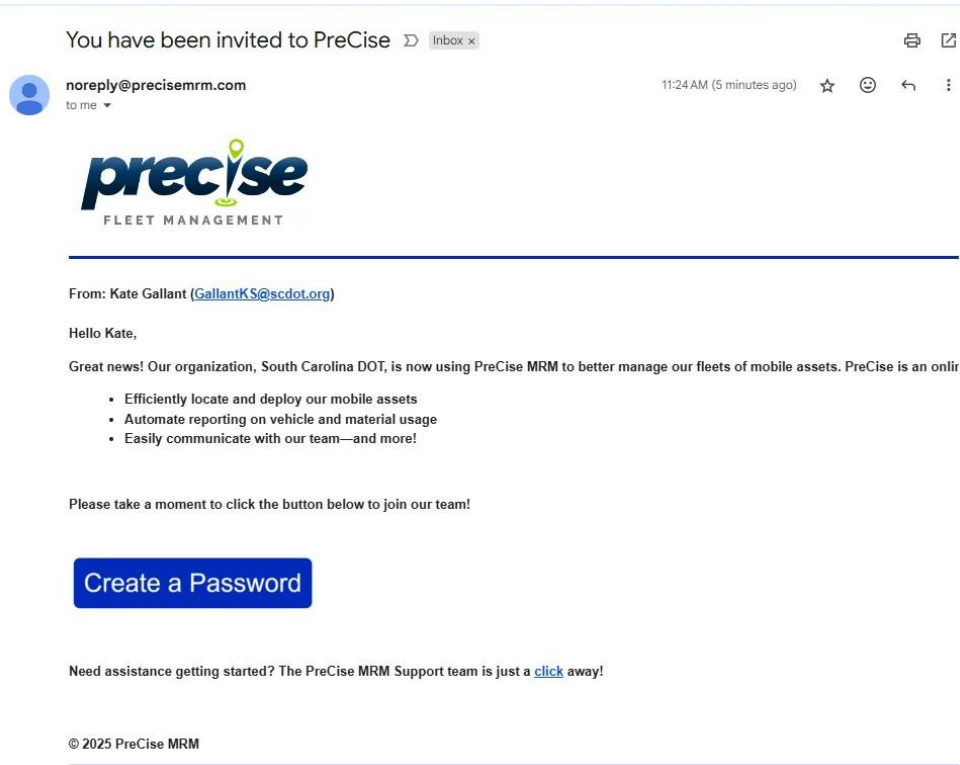 You have been invited to PreCise Inbox ×
noreply@precisemrm.com 11:24 AM (5 minutes ago)
to me
precise
FLEET MANAGEMENT
From: Kate Gallant (GallantKS@scdot.org)
Hello Kate,
Great news! Our organization, South Carolina DOT, is now using PreCise MRM to better manage our fleets of mobile assets. PreCise is an
• Efficiently locate and deploy our mobile assets
• Automate reporting on vehicle and material usage
• Easily communicate with our team—and more!
Please take a moment to click the button below to join our team!
Create a Password
Need assistance getting started? The PreCise MRM Support team is just a click away!
© 2025 PreCise MRM